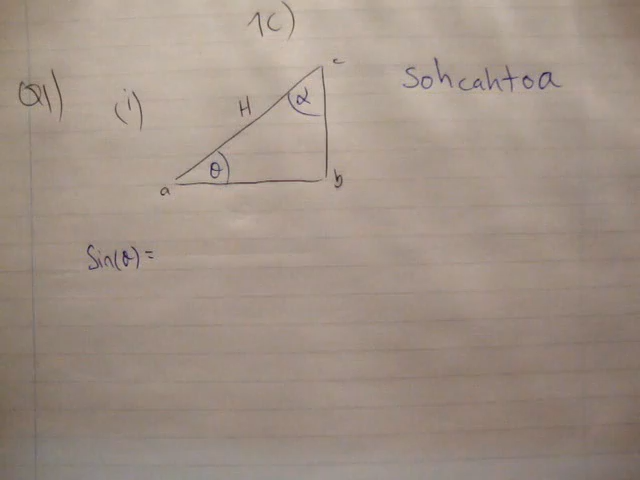 1c)
Q1)
(i)
Sohcahtoa
c
H
α
θ
a
b
Sin(θ)=